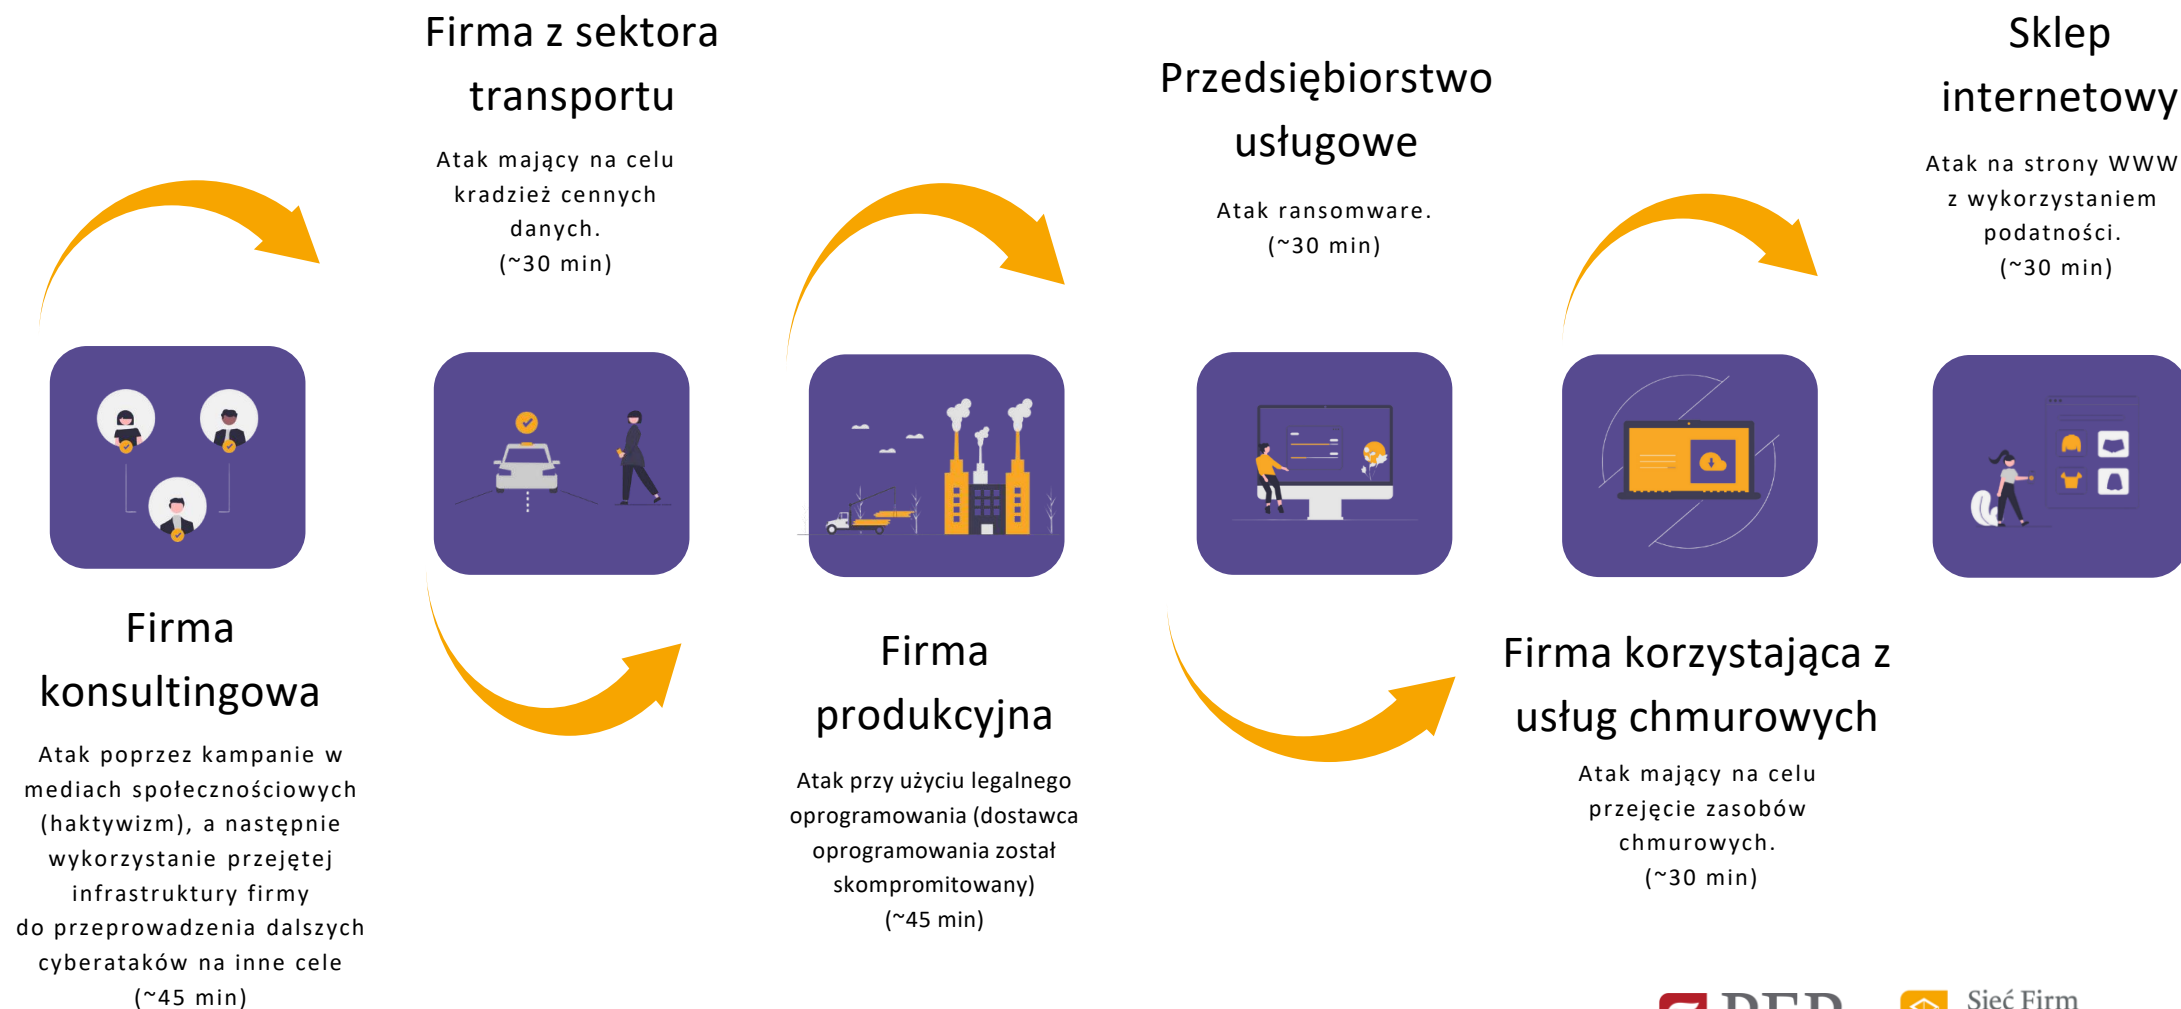 Firma
konsultingowa
Atak poprzez kampanie w
mediach społecznościowych
(haktywizm), a następnie
wykorzystanie przejętej
infrastruktury firmy
do przeprowadzenia dalszych
cyberataków na inne cele
(~45 min)
Firma z sektora
transportu
Atak mający na celu
kradzież cennych
danych.
(~30 min)
Firma
produkcyjna
Atak przy użyciu legalnego
oprogramowania (dostawca
oprogramowania został
skompromitowany)
(~45 min)
Przedsiębiorstwo
usługowe
Atak ransomware.
(~30 min)
Firma korzystająca z
usług chmurowych
Atak mający na celu
przejęcie zasobów
chmurowych.
(~30 min)
Sklep
internetowy
Atak na strony WWW
z wykorzystaniem
podatności.
(~30 min)
Sieć Firm